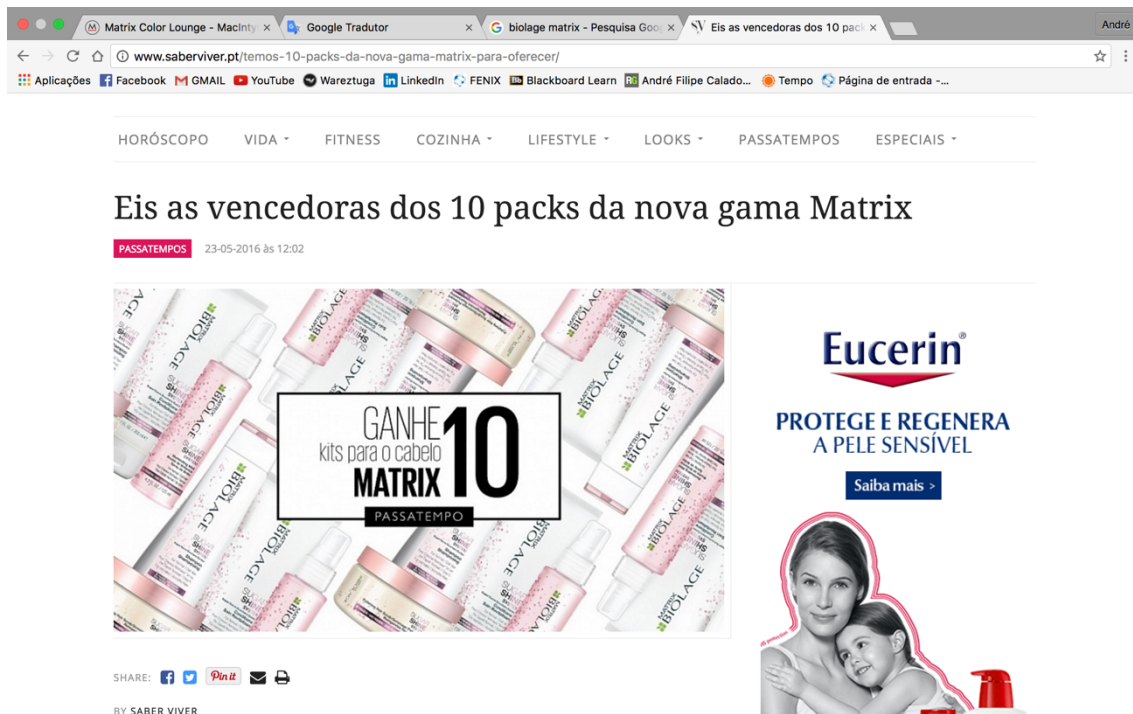 Matrix Color Lounge - MacInty
Google Tradutor
biolage matrix - Pesquisa Goog
Eis as vencedoras dos 10 pack
André
www.saberviver.pt/temos-10-packs-da-nova-gama-matrix-para-oferecer/
Aplicações Facebook GMAIL YouTube Wareztuga LinkedIn FENIX Blackboard Learn André Filipe Calado... Tempo Página de entrada -...
HORÓSCOPO VIDA FITNESS COZINHA LIFESTYLE LOOKS PASSATEMPOS ESPECIAIS
Eis as vencedoras dos 10 packs da nova gama Matrix
PASSATEMPOS 23-05-2016 às 12:02
MATRIX
BIOLAGE
SUGAR
SHINE
GANHE 10
kits para o cabelo
MATRIX
PASSATEMPO
Eucerin®
PROTEGE E REGENERA
A PELE SENSÍVEL
Saiba mais >
SHARE: Pin it
BY SABER VIVER